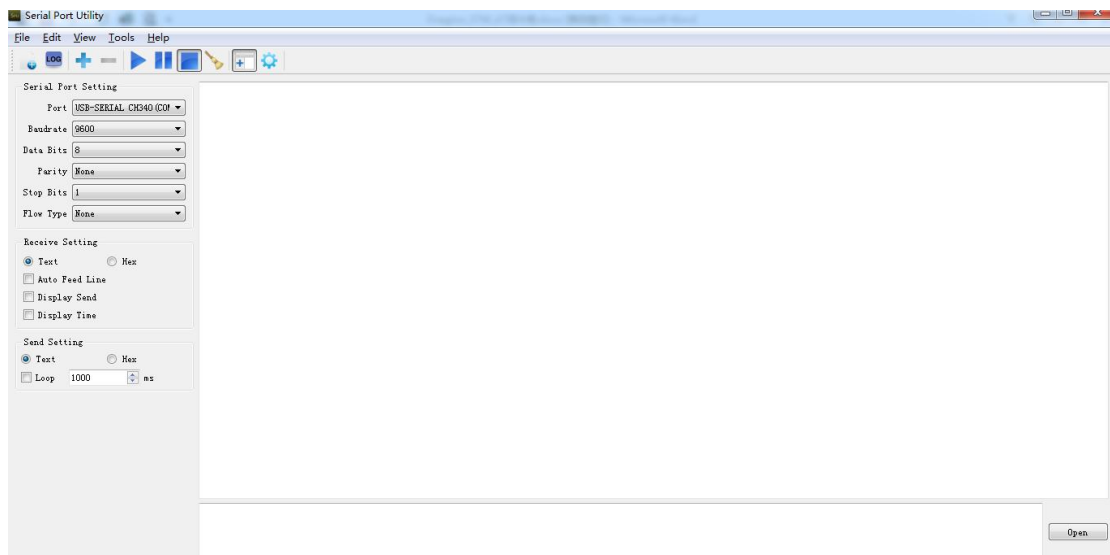 Serial Port Utility
File Edit View Tools Help
LOG
Serial Port Setting
Port USB-SERIAL CH340 (COM
Baudrate 9600
Data Bits 8
Parity None
Stop Bits 1
Flow Type None
Receive Setting
Text Hex
Auto Feed Line
Display Send
Display Time
Send Setting
Text Hex
Loop 1000 ms
Open